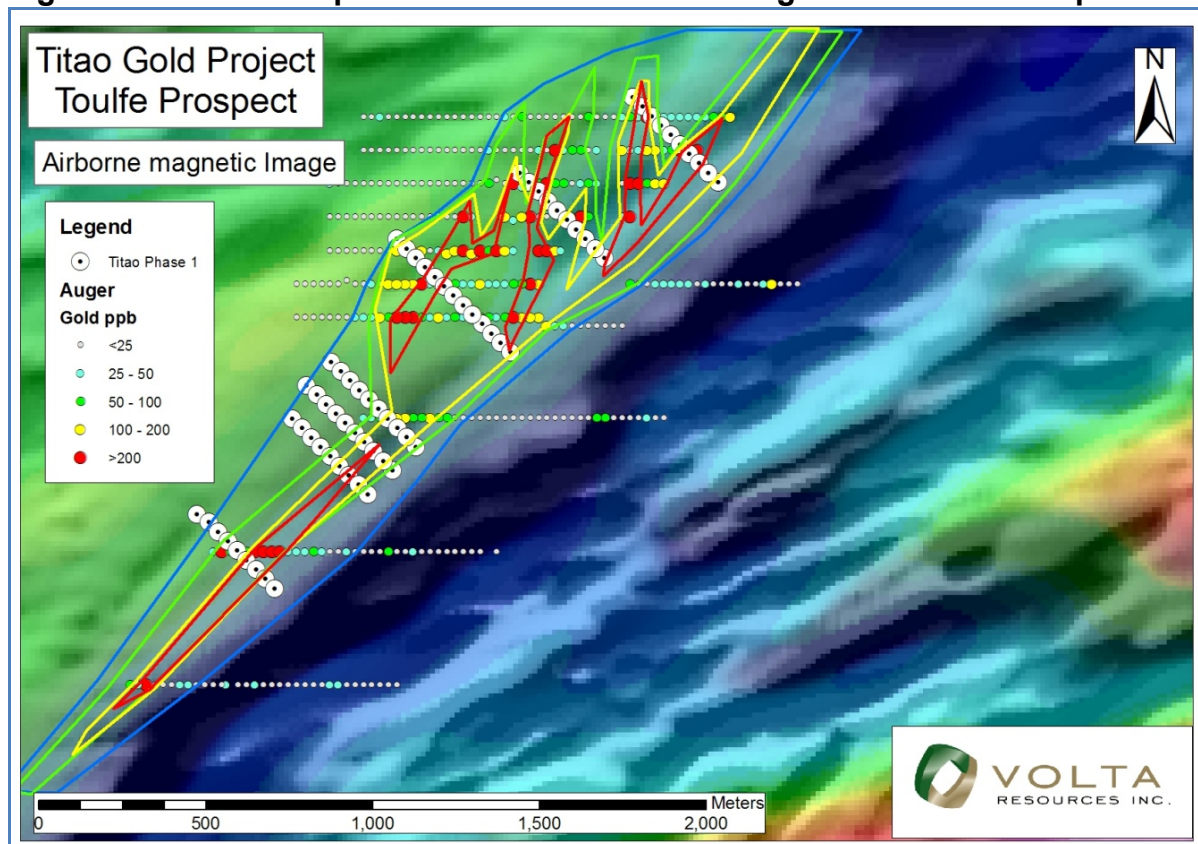 Titao Gold Project
Toulfe Prospect
Airborne magnetic Image
N
Legend
Titao Phase 1
Auger
Gold ppb
<25
25 - 50
50 - 100
100 - 200
>200
Meters
0 500 1,000 1,500 2,000
VOLTA
RESOURCES INC.